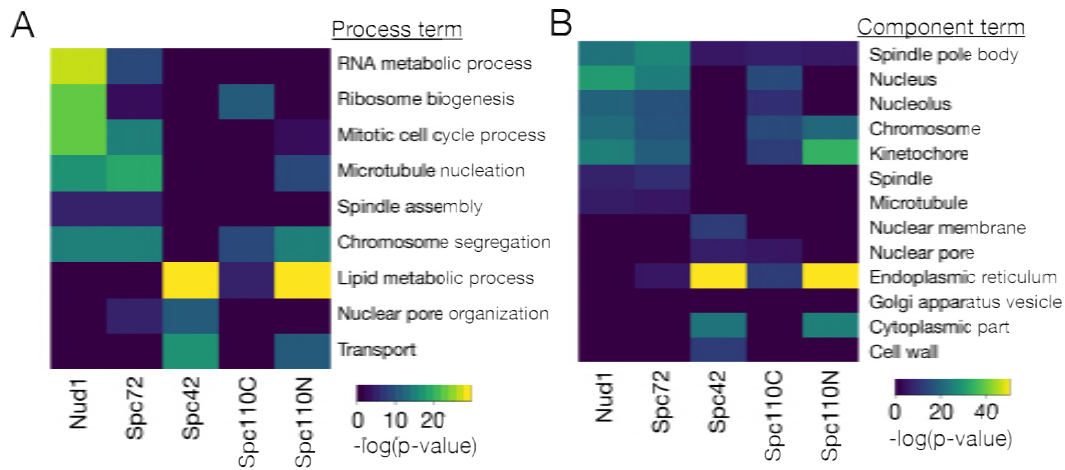 A
Process term
RNA metabolic process
Ribosome biogenesis
Mitotic cell cycle process
Microtubule nucleation
Spindle assembly
Chromosome segregation
Lipid metabolic process
Nuclear pore organization
Transport
Nud1
Spc72
Spc42
Spc110C
Spc110N
0 10 20
-log(p-value)
B
Component term
Spindle pole body
Nucleus
Nucleolus
Chromosome
Kinetochore
Spindle
Microtubule
Nuclear membrane
Nuclear pore
Endoplasmic reticulum
Golgi apparatus vesicle
Cytoplasmic part
Cell wall
Nud1
Spc72
Spc42
Spc110C
Spc110N
0 20 40
-log(p-value)